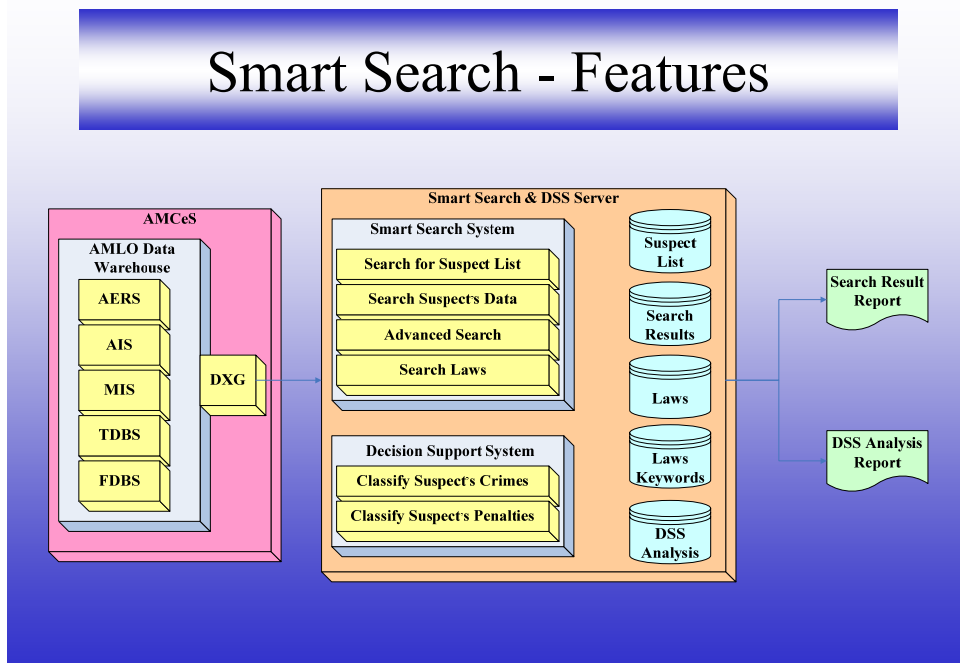 Smart Search - Features
AMCeS
AMLO Data
Warehouse
AERS
AIS
MIS
TDBS
FDBS
DXG
Smart Search & DSS Server
Smart Search System
Search for Suspect List
Search Suspect's Data
Advanced Search
Search Laws
Decision Support System
Classify Suspect's Crimes
Classify Suspect's Penalties
Suspect
List
Search
Results
Laws
Laws
Keywords
DSS
Analysis
Search Result
Report
DSS Analysis
Report